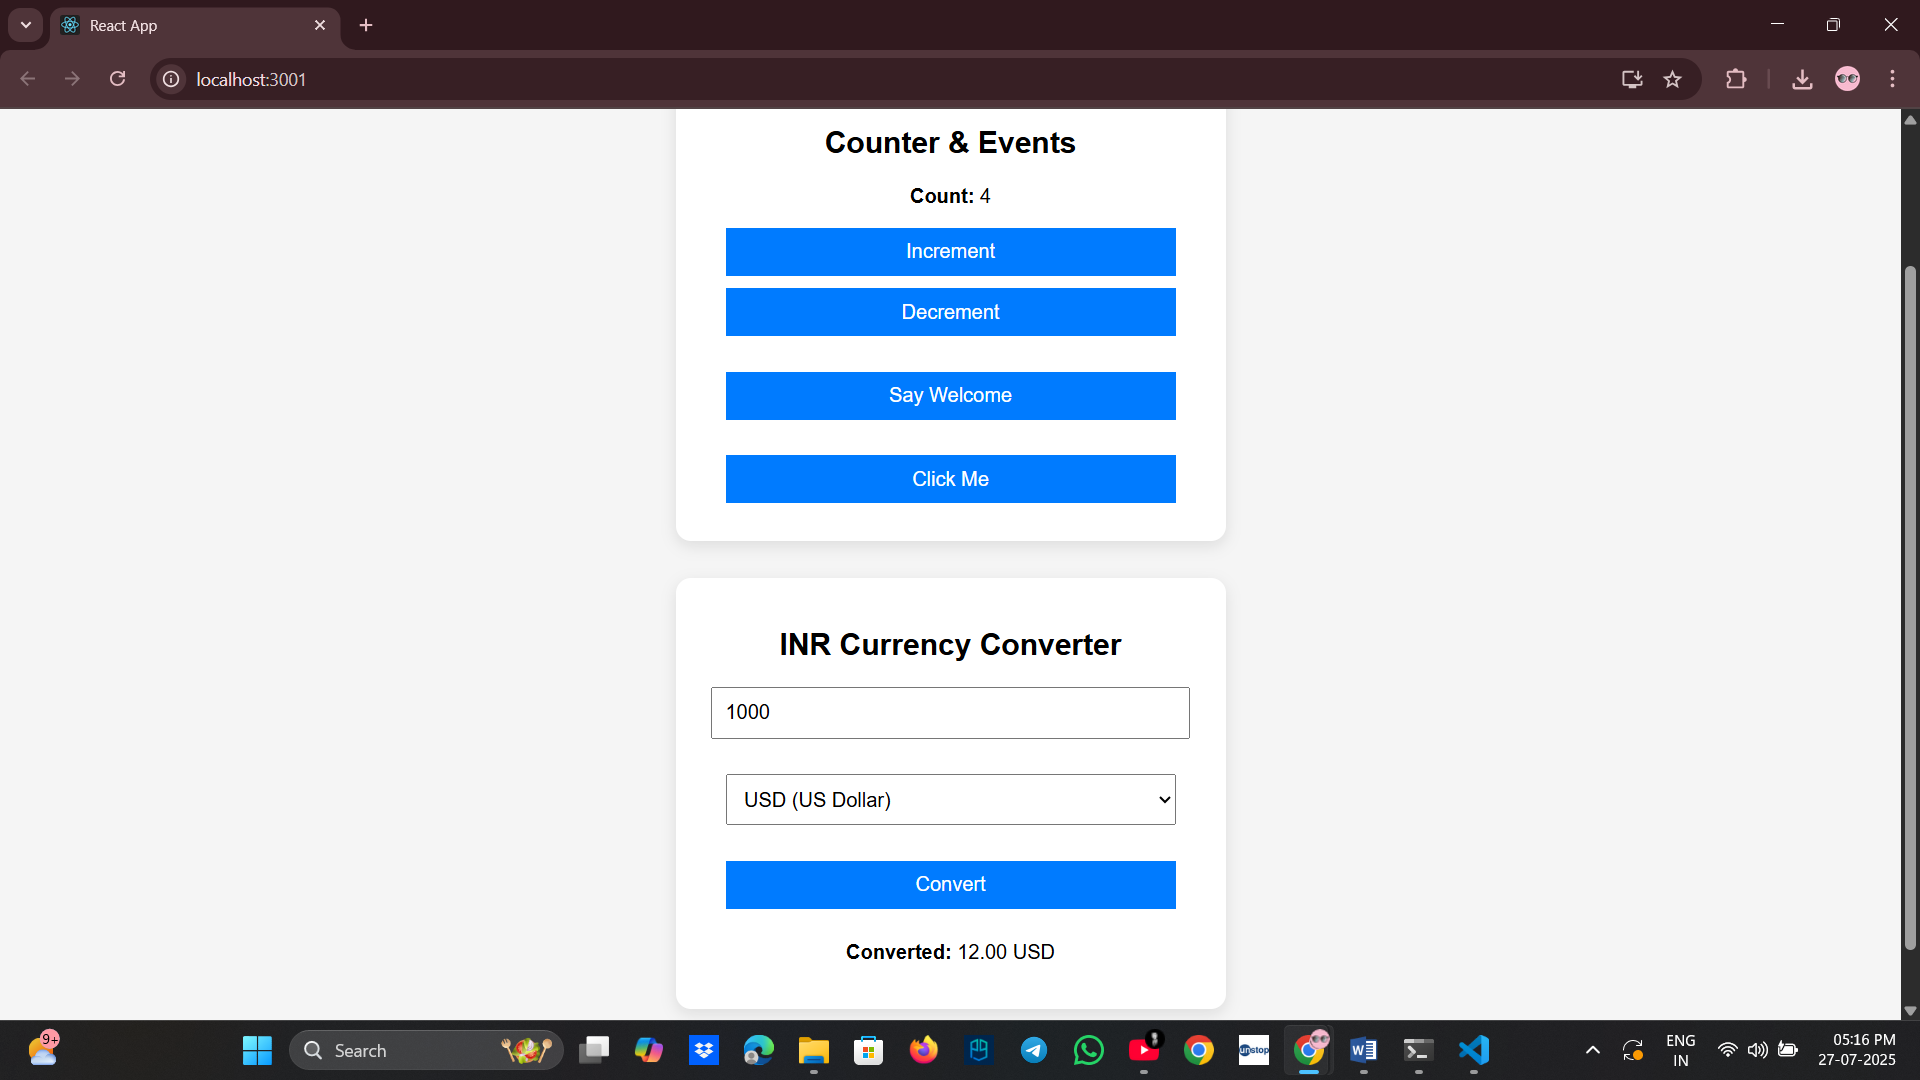 React App
localhost:3001
Counter & Events
Count: 4
Increment
Decrement
Say Welcome
Click Me
INR Currency Converter
1000
USD (US Dollar)
Convert
Converted: 12.00 USD
9+
Search
unstop
ENG
IN
05:16 PM
27-07-2025